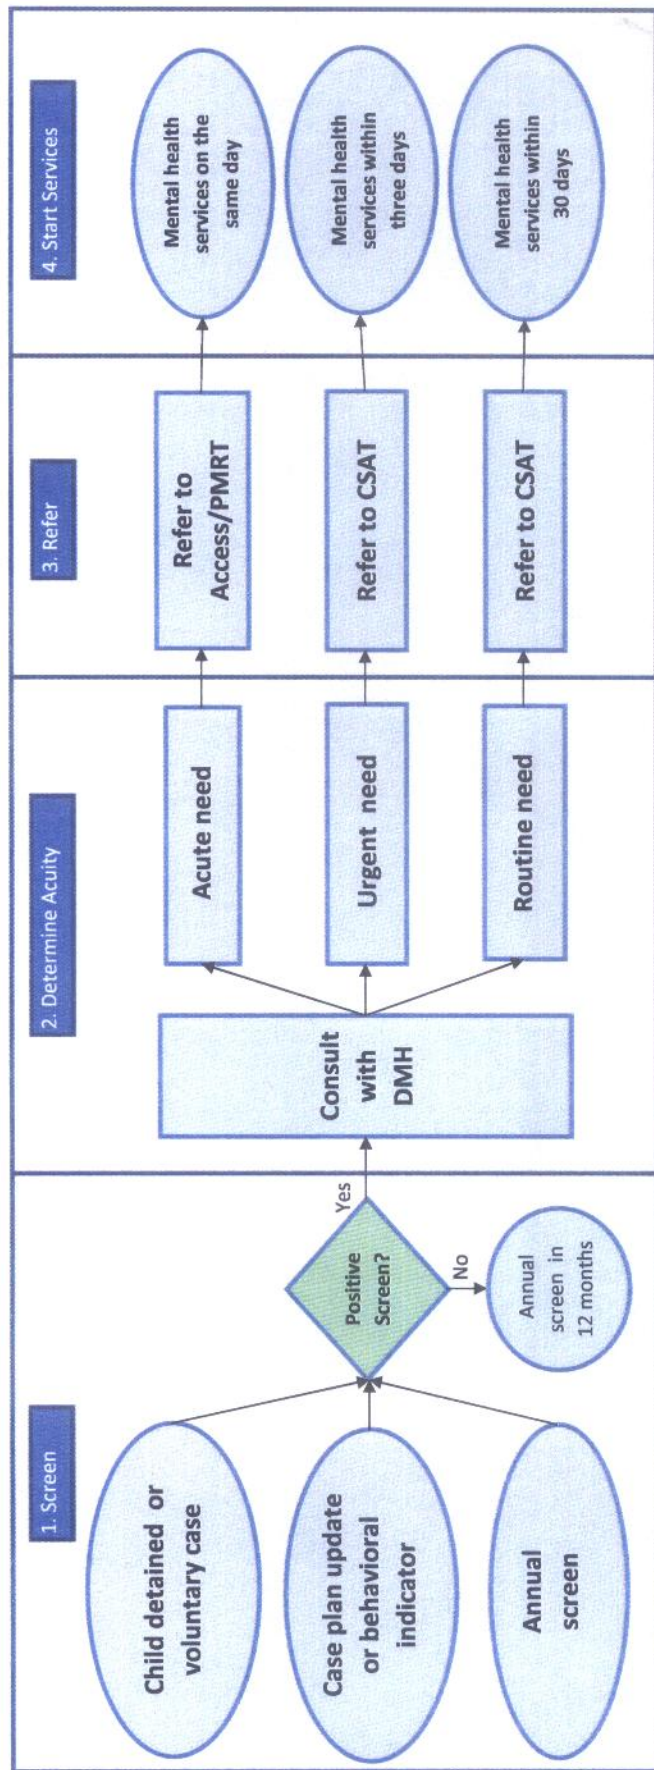 1. Screen
Child detained or
voluntary case
Case plan update
or behavioral
indicator
Annual
screen
Positive
Screen?
Yes
No
Annual
screen in
12 months
2. Determine Acuity
Consult
with
DMH
Acute need
Urgent need
Routine need
3. Refer
Refer to
Access/PMRT
Refer to CSAT
Refer to CSAT
4. Start Services
Mental health
services on the
same day
Mental health
services within
three days
Mental health
services within
30 days